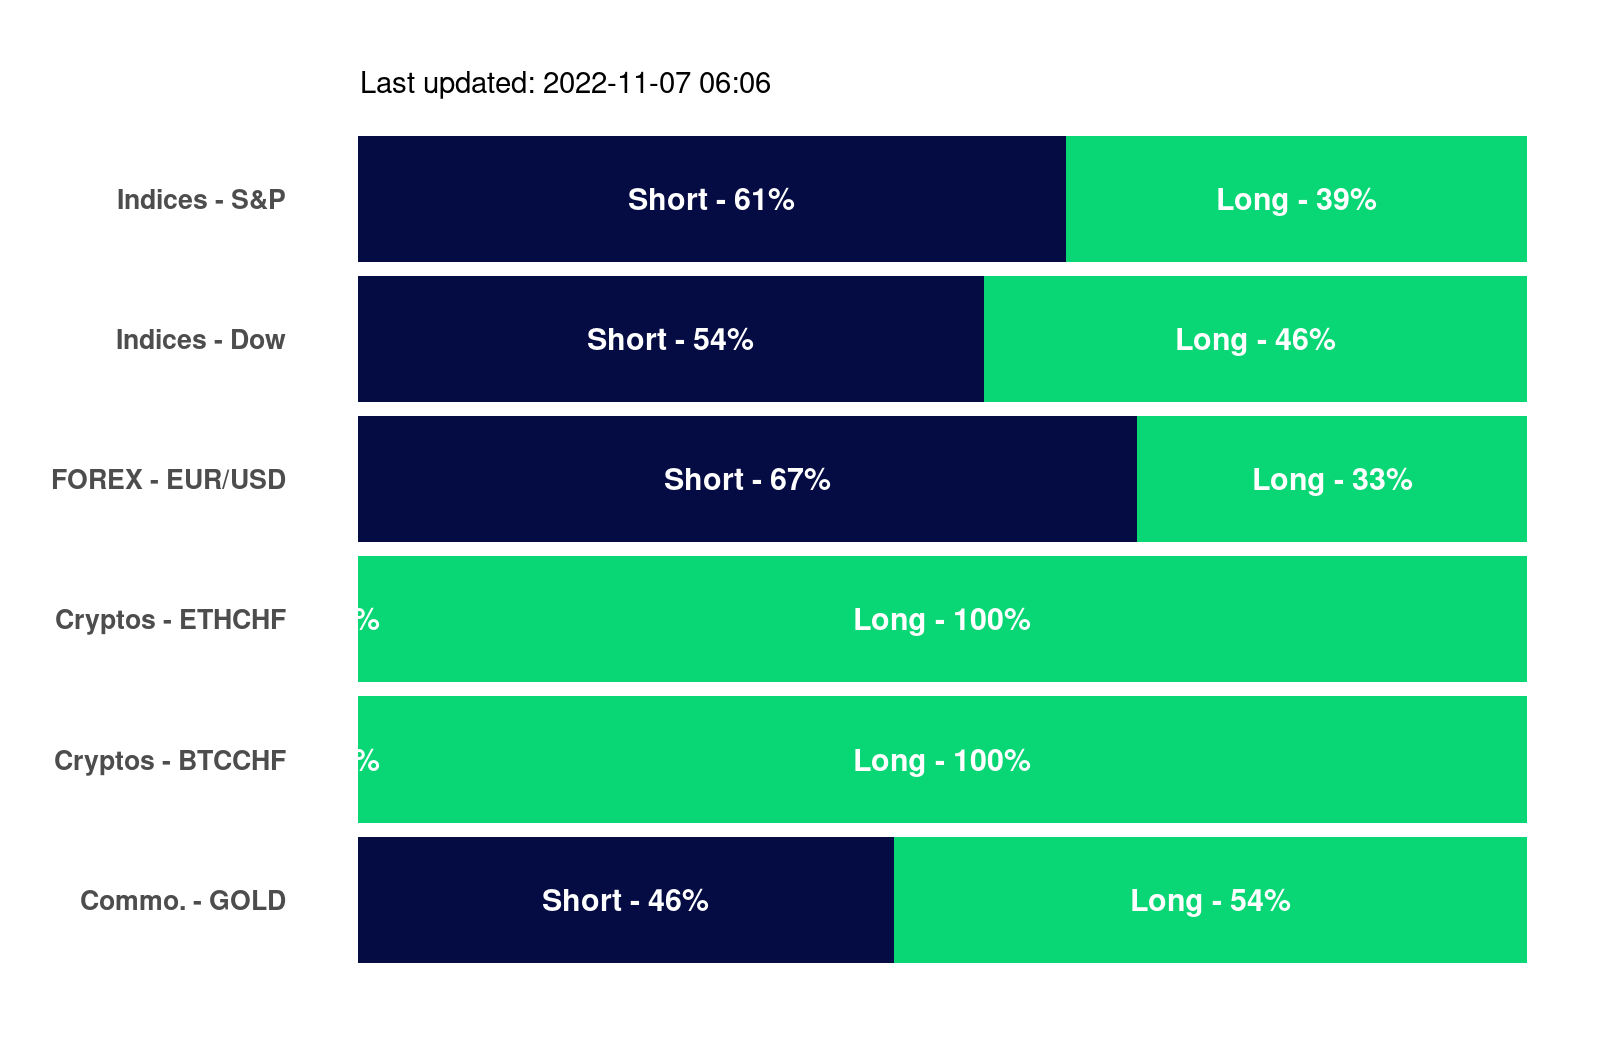 Last updated: 2022-11-07 06:06
Indices - S&P Short - 61% Long - 39%
Indices - Dow Short - 54% Long - 46%
FOREX - EUR/USD Short - 67% Long - 33%
Cryptos - ETHCHF % Long - 100%
Cryptos - BTCCHF % Long - 100%
Commo. - GOLD Short - 46% Long - 54%